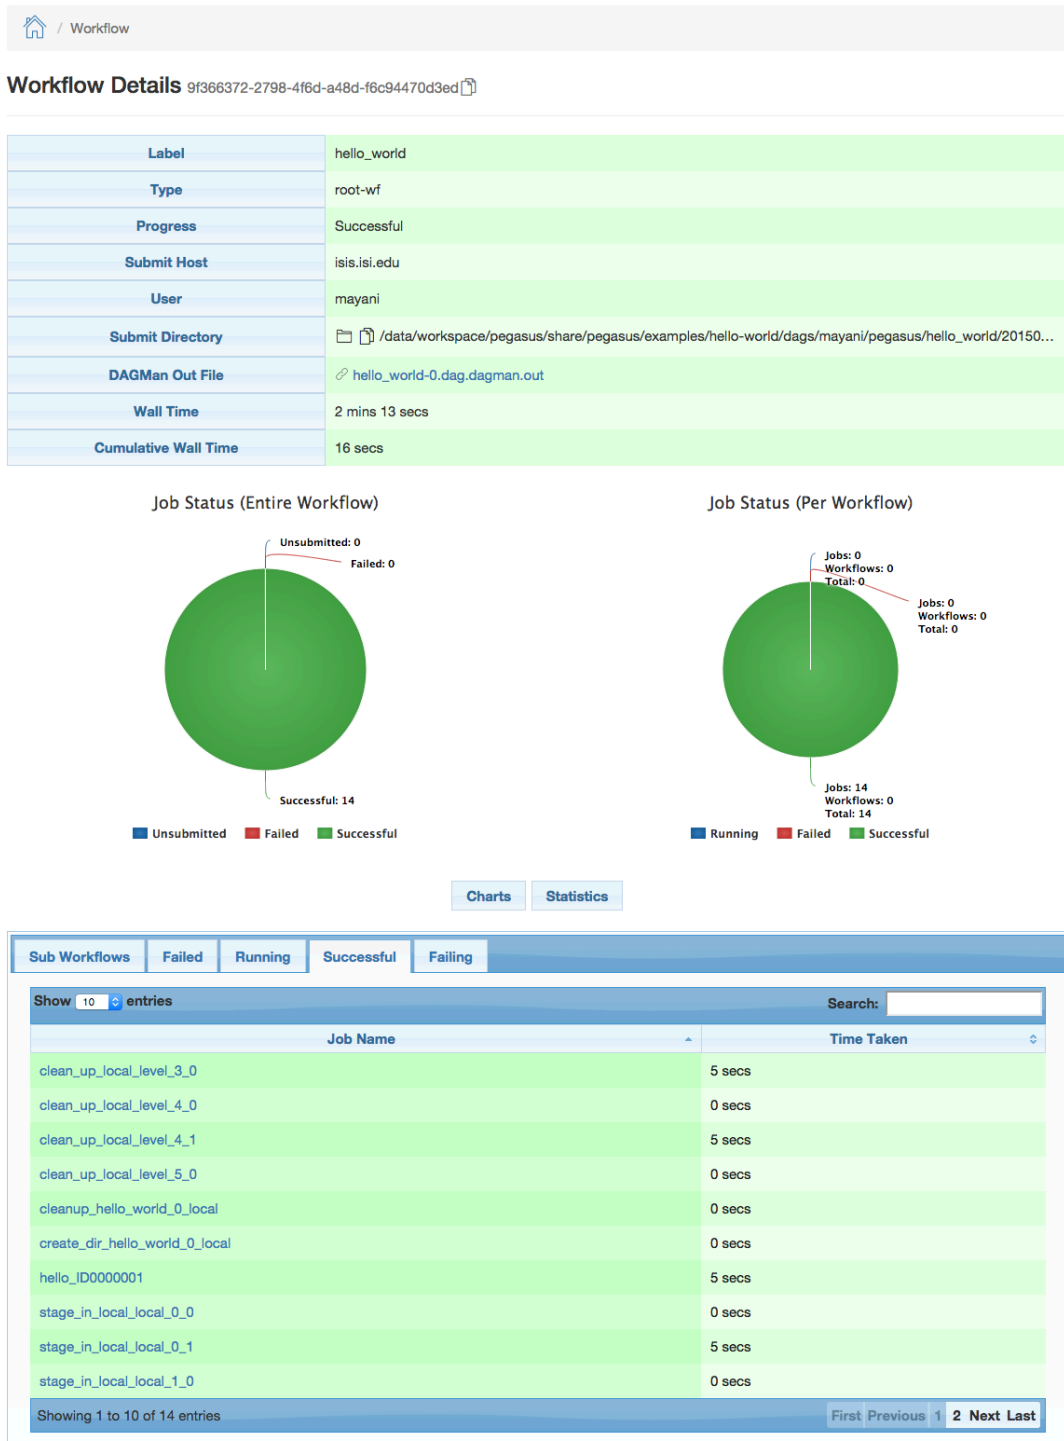 / Workflow
Workflow Details 9f366372-2798-4f6d-a48d-f6c94470d3ed
Label hello_world
Type root-wf
Progress Successful
Submit Host isis.isi.edu
User mayani
Submit Directory /data/workspace/pegasus/share/pegasus/examples/hello-world/dags/mayani/pegasus/hello_world/20150...
DAGMan Out File hello_world-0.dag.dagman.out
Wall Time 2 mins 13 secs
Cumulative Wall Time 16 secs
Job Status (Entire Workflow)
Unsubmitted: 0
Failed: 0
Successful: 14
Unsubmitted Failed Successful
Job Status (Per Workflow)
Jobs: 0
Workflows: 0
Total: 0
Jobs: 0
Workflows: 0
Total: 0
Jobs: 14
Workflows: 0
Total: 14
Running Failed Successful
Charts Statistics
Sub Workflows Failed Running Successful Failing
Show 10 entries Search:
Job Name Time Taken
clean_up_local_level_3_0 5 secs
clean_up_local_level_4_0 0 secs
clean_up_local_level_4_1 5 secs
clean_up_local_level_5_0 0 secs
cleanup_hello_world_0_local 0 secs
create_dir_hello_world_0_local 0 secs
hello_ID0000001 5 secs
stage_in_local_local_0_0 0 secs
stage_in_local_local_0_1 5 secs
stage_in_local_local_1_0 0 secs
Showing 1 to 10 of 14 entries First Previous 1 2 Next Last